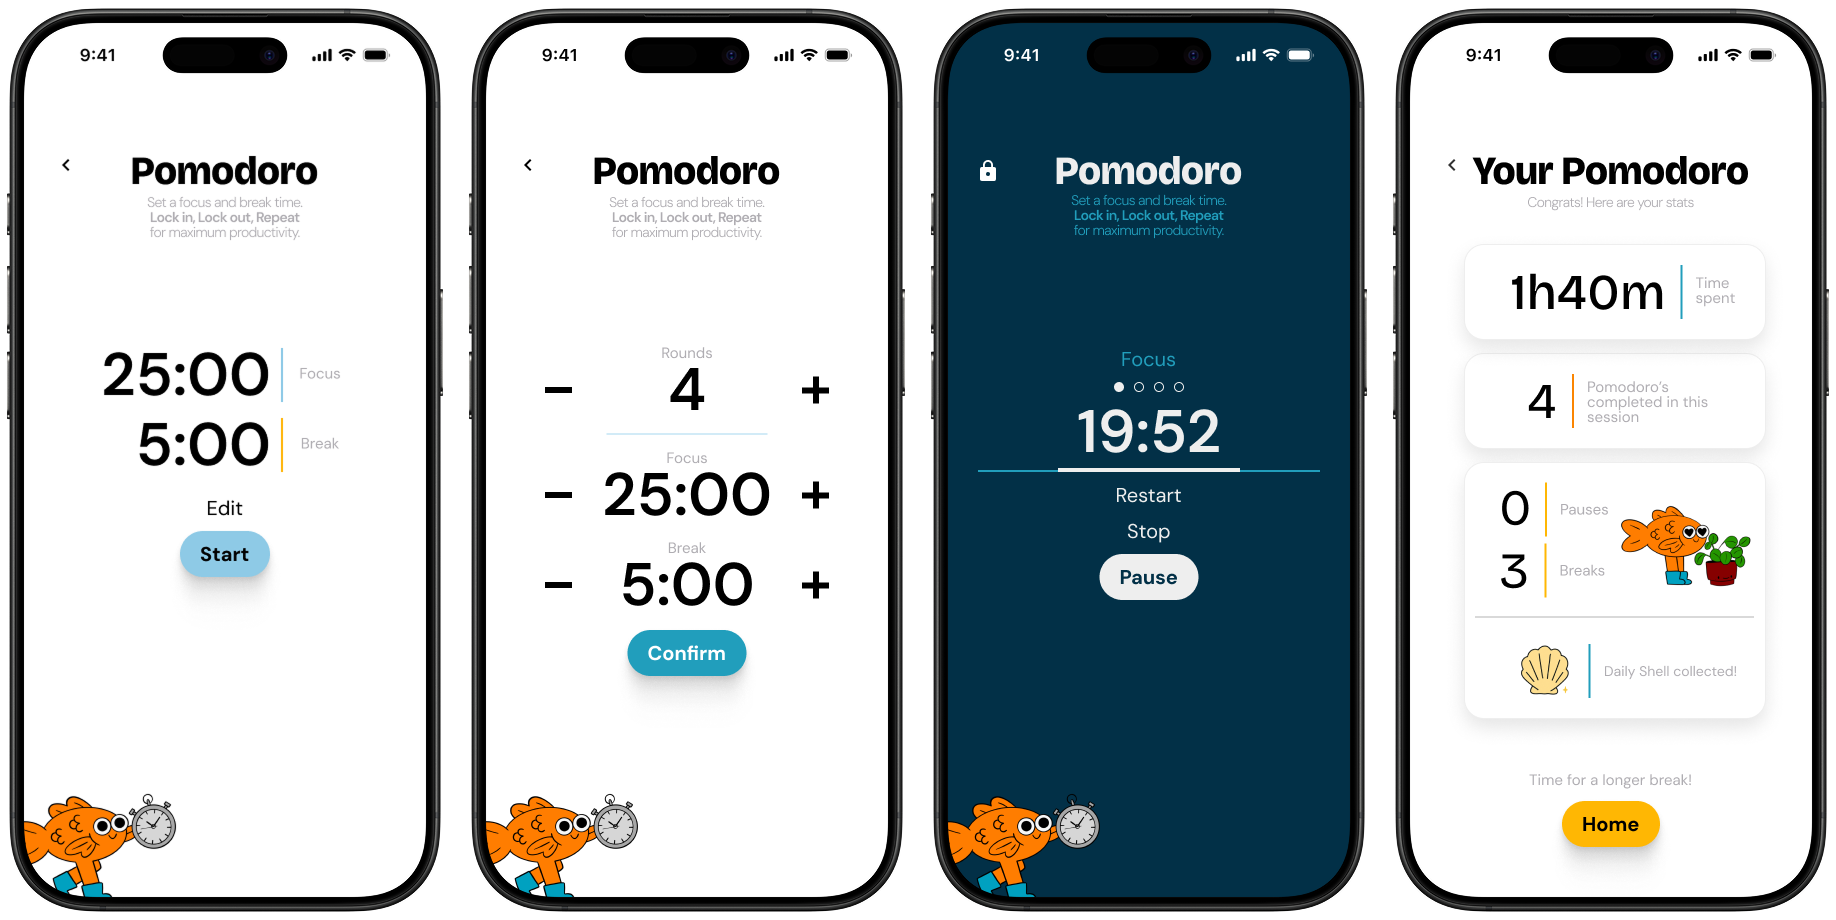 9:41
Pomodoro
Set a focus and break time.
Lock in, Lock out, Repeat
for maximum productivity.
25:00
Focus
5:00
Break
Edit
Start
9:41
Pomodoro
Set a focus and break time.
Lock in, Lock out, Repeat
for maximum productivity.
Rounds
− 4 +
Focus
− 25:00 +
Break
− 5:00 +
Confirm
9:41
Pomodoro
Set a focus and break time.
Lock in, Lock out, Repeat
for maximum productivity.
Focus
19:52
Restart
Stop
Pause
9:41
Your Pomodoro
Congrats! Here are your stats
1h40m
Time
spent
4
Pomodoro's
completed in this
session
0
Pauses
3
Breaks
Daily Shell collected!
Time for a longer break!
Home